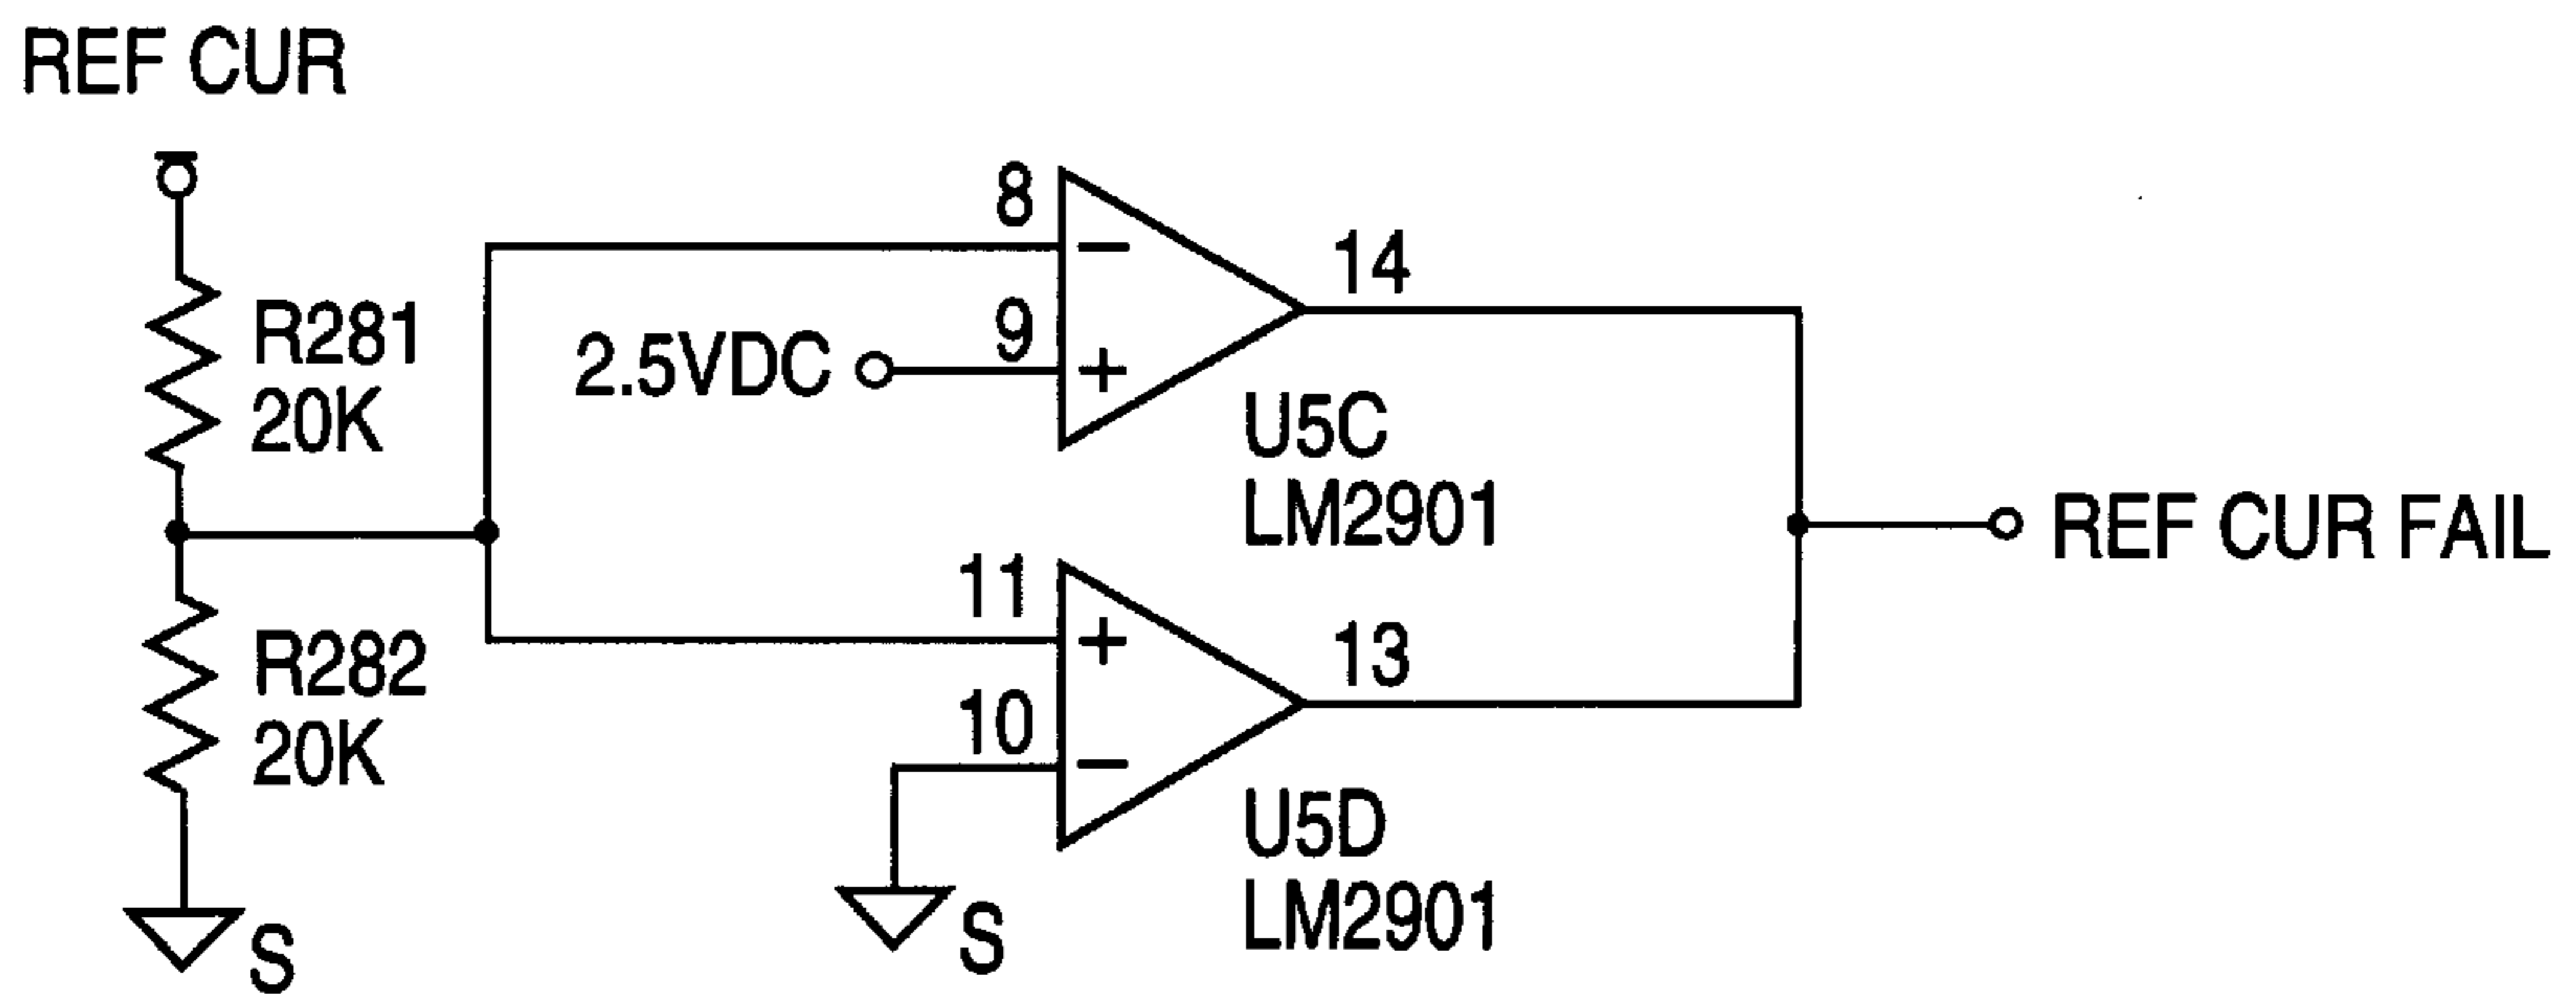 REF CUR
R281
20K
R282
20K
S
8
9
2.5VDC
14
U5C
LM2901
11
10
S
13
U5D
LM2901
REF CUR FAIL